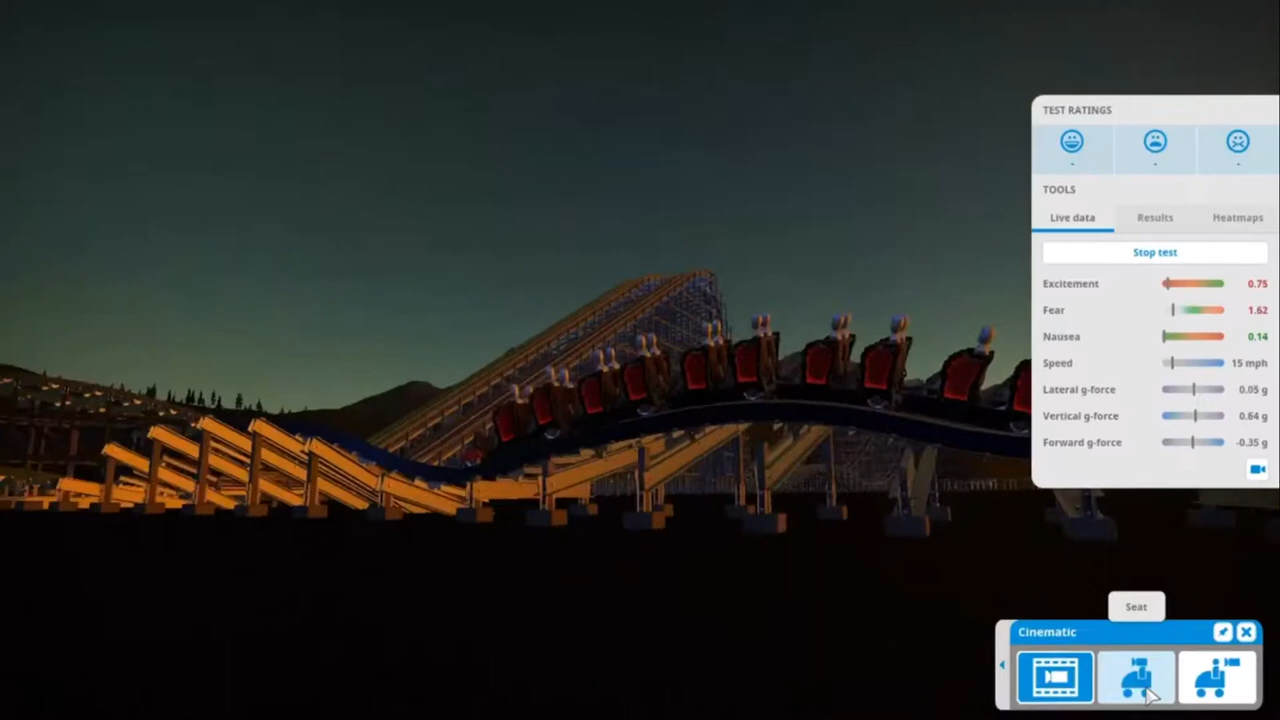 TEST RATINGS
- - -
TOOLS
Live data Results Heatmaps
Stop test
Excitement 0.75
Fear 1.62
Nausea 0.14
Speed 15 mph
Lateral g-force 0.05 g
Vertical g-force 0.64 g
Forward g-force -0.35 g
Seat
Cinematic